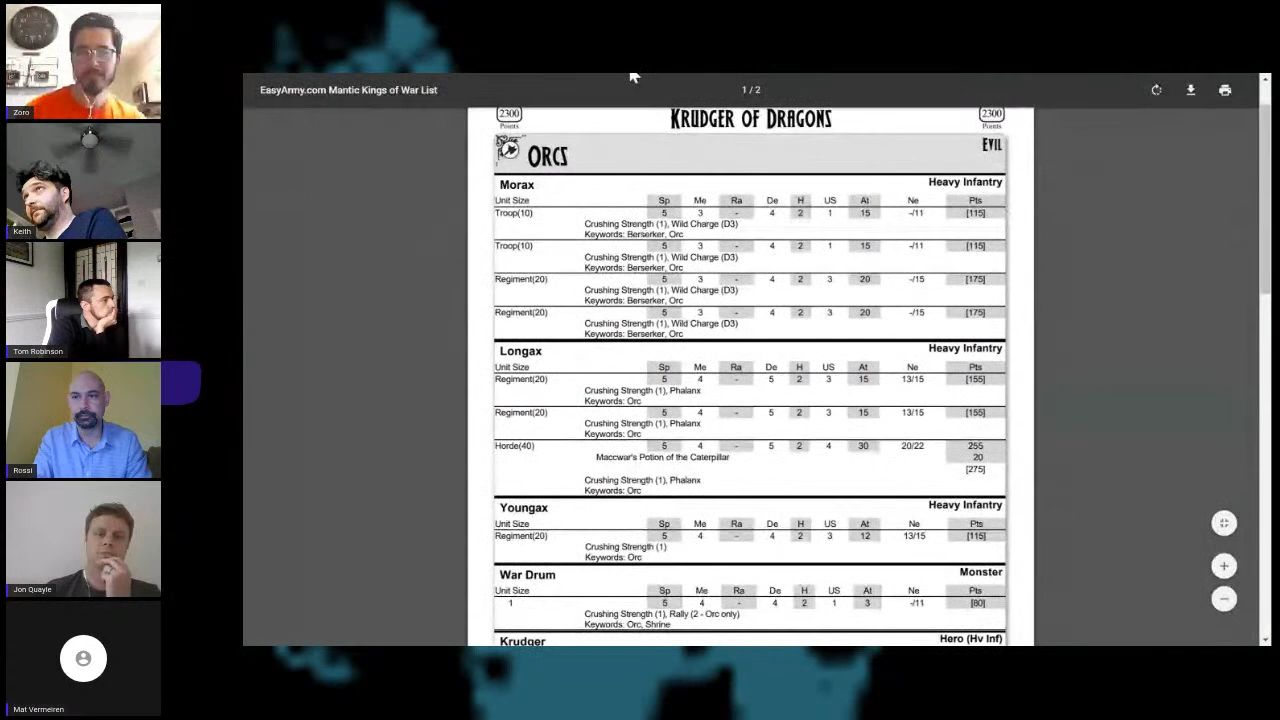 Zoro
Keith
Tom Robinson
Rossi
Jon Quayle
Mat Vermeiren
EasyArmy.com Mantic Kings of War List
1 / 2
2300 Points
Krudger of Dragons
2300 Points
Orcs
Evil
Morax Heavy Infantry
Unit Size Sp Me Ra De H US At Ne Pts
Troop(10) 5 3 - 4 2 1 15 -/11 [115]
Crushing Strength (1), Wild Charge (D3)
Keywords: Berserker, Orc
Troop(10) 5 3 - 4 2 1 15 -/11 [115]
Crushing Strength (1), Wild Charge (D3)
Keywords: Berserker, Orc
Regiment(20) 5 3 - 4 2 3 20 -/15 [175]
Crushing Strength (1), Wild Charge (D3)
Keywords: Berserker, Orc
Regiment(20) 5 3 - 4 2 3 20 -/15 [175]
Crushing Strength (1), Wild Charge (D3)
Keywords: Berserker, Orc
Longax Heavy Infantry
Unit Size Sp Me Ra De H US At Ne Pts
Regiment(20) 5 4 - 5 2 3 15 13/15 [155]
Crushing Strength (1), Phalanx
Keywords: Orc
Regiment(20) 5 4 - 5 2 3 15 13/15 [155]
Crushing Strength (1), Phalanx
Keywords: Orc
Horde(40) 5 4 - 5 2 4 30 20/22 255
Maccwar's Potion of the Caterpillar 20
[275]
Crushing Strength (1), Phalanx
Keywords: Orc
Youngax Heavy Infantry
Unit Size Sp Me Ra De H US At Ne Pts
Regiment(20) 5 4 - 4 2 3 12 13/15 [115]
Crushing Strength (1)
Keywords: Orc
War Drum Monster
Unit Size Sp Me Ra De H US At Ne Pts
1 5 4 - 4 2 1 3 -/11 [80]
Crushing Strength (1), Rally (2 - Orc only)
Keywords: Orc, Shrine
Krudger Hero (Hv Inf)